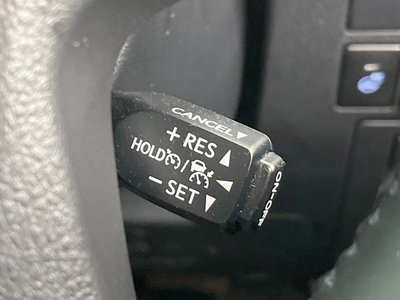 CANCEL▼
+ RES ▲
HOLD /
− SET ▼
ON-OFF